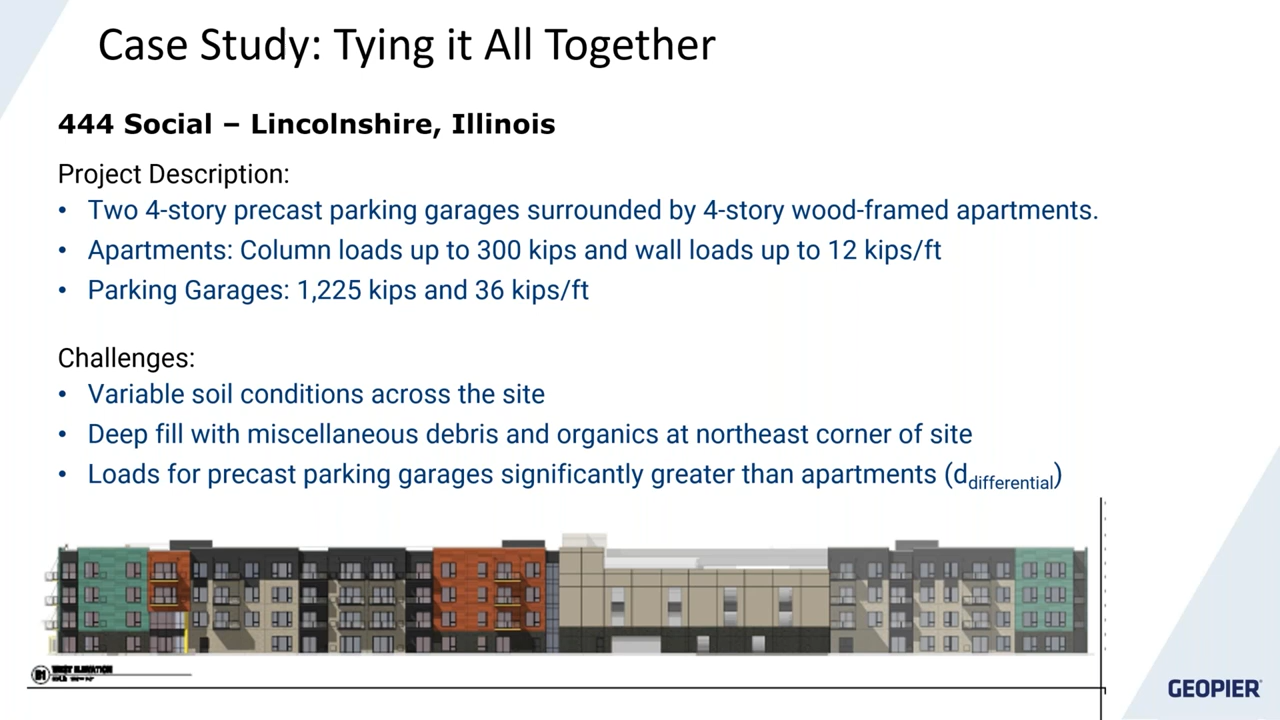 Case Study: Tying it All Together
444 Social – Lincolnshire, Illinois
Project Description:
• Two 4-story precast parking garages surrounded by 4-story wood-framed apartments.
• Apartments: Column loads up to 300 kips and wall loads up to 12 kips/ft
• Parking Garages: 1,225 kips and 36 kips/ft
Challenges:
• Variable soil conditions across the site
• Deep fill with miscellaneous debris and organics at northeast corner of site
• Loads for precast parking garages significantly greater than apartments (d_differential)
WEST ELEVATION
GEOPIER